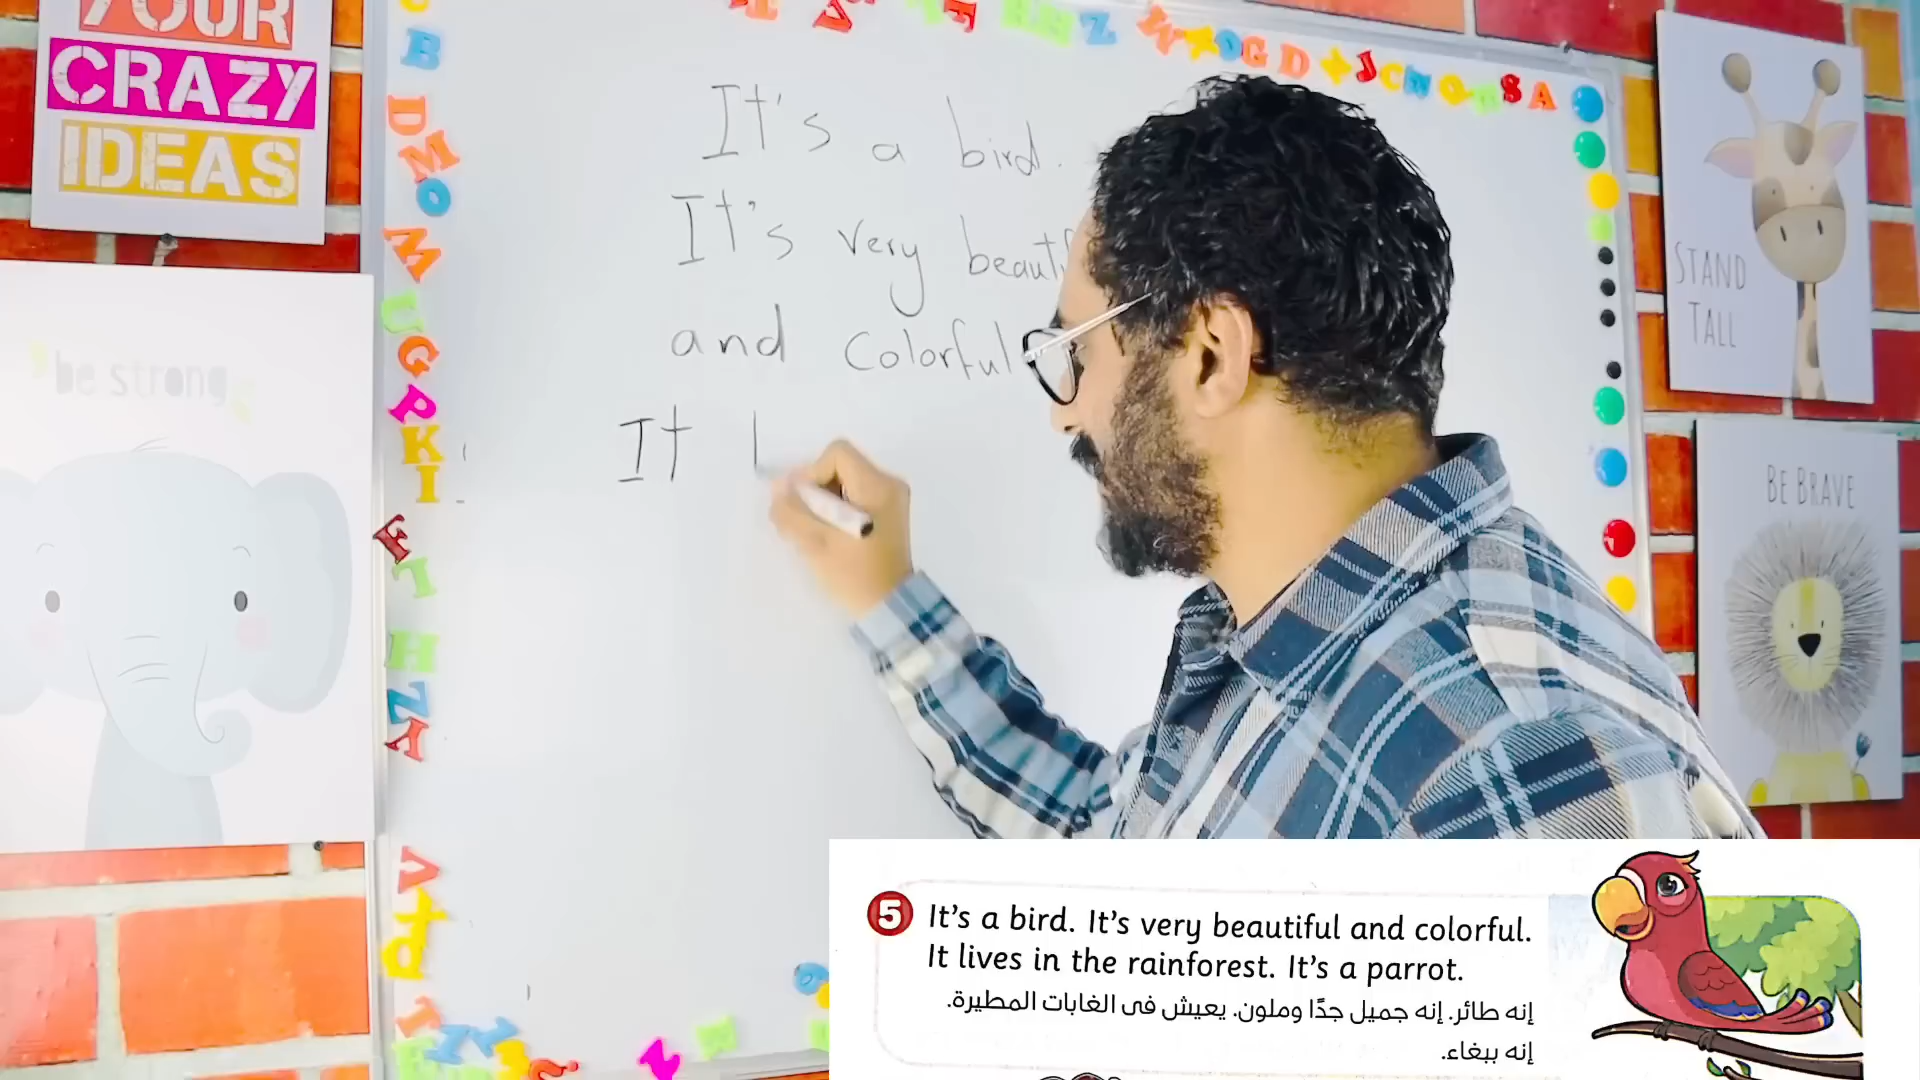 YOUR
CRAZY
IDEAS
be strong
It's a bird.
It's very
and colorful
It l
STAND
TALL
BE BRAVE
5 It's a bird. It's very beautiful and colorful.
It lives in the rainforest. It's a parrot.
إنه طائر. إنه جميل جدًا وملون. يعيش فى الغابات المطيرة.
إنه ببغاء.